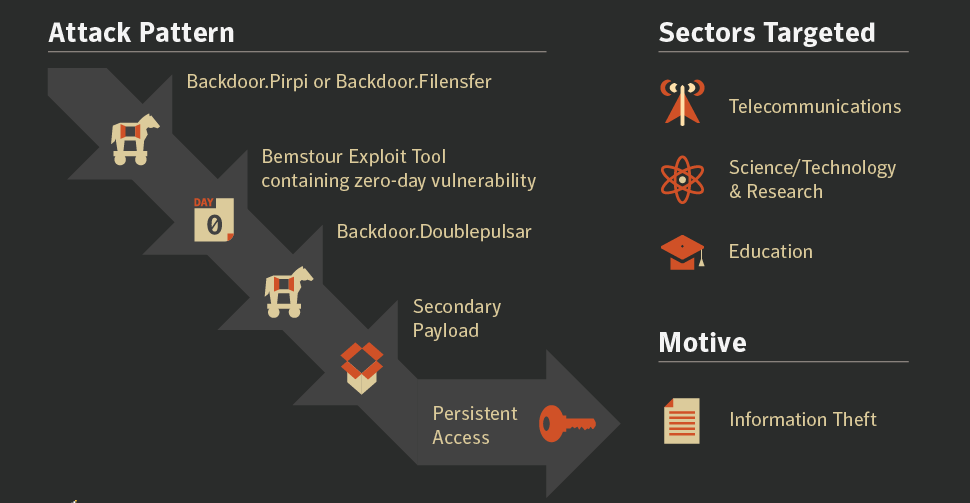 Attack Pattern
Backdoor.Pirpi or Backdoor.Filensfer
Bemstour Exploit Tool
containing zero-day vulnerability
DAY
0
Backdoor.Doublepulsar
Secondary
Payload
Persistent
Access
Sectors Targeted
Telecommunications
Science/Technology
& Research
Education
Motive
Information Theft